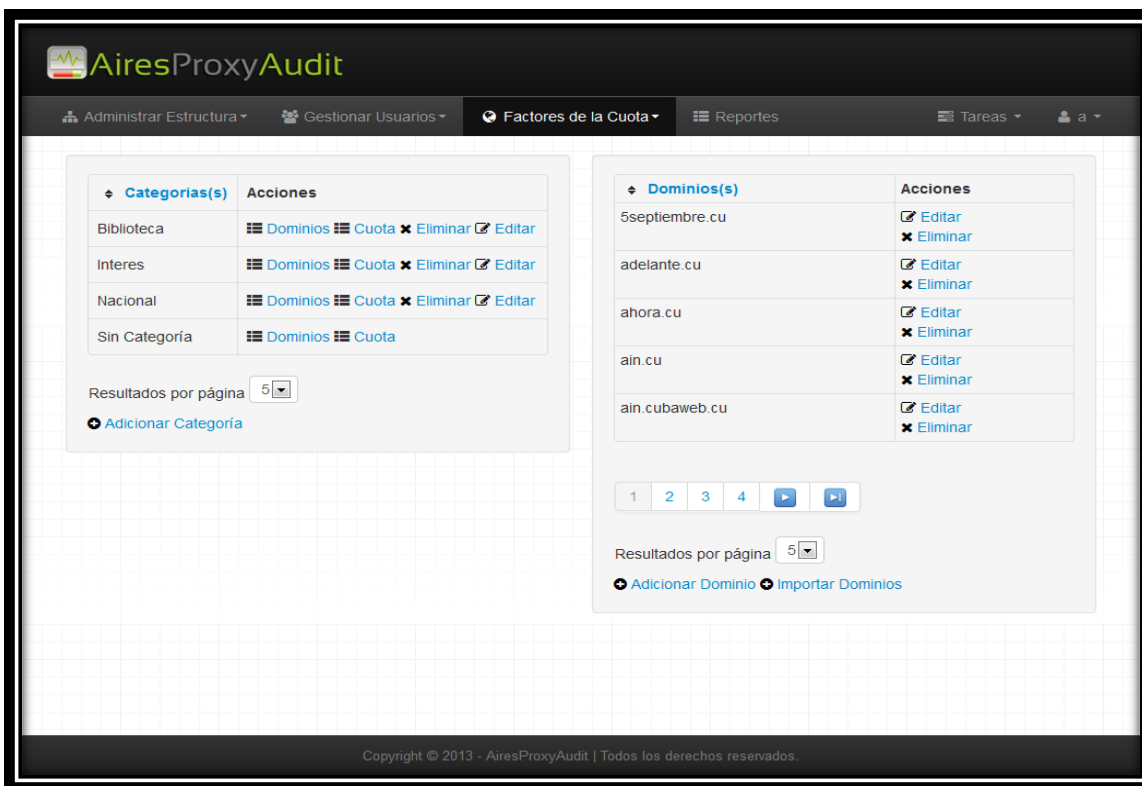 AiresProxyAudit
Administrar Estructura Gestionar Usuarios Factores de la Cuota Reportes Tareas a
Categorias(s) Acciones
Biblioteca Dominios Cuota Eliminar Editar
Interes Dominios Cuota Eliminar Editar
Nacional Dominios Cuota Eliminar Editar
Sin Categoría Dominios Cuota
Resultados por página 5
Adicionar Categoría
Dominios(s) Acciones
5septiembre.cu Editar
Eliminar
adelante.cu Editar
Eliminar
ahora.cu Editar
Eliminar
ain.cu Editar
Eliminar
ain.cubaweb.cu Editar
Eliminar
1 2 3 4
Resultados por página 5
Adicionar Dominio Importar Dominios
Copyright © 2013 - AiresProxyAudit | Todos los derechos reservados.